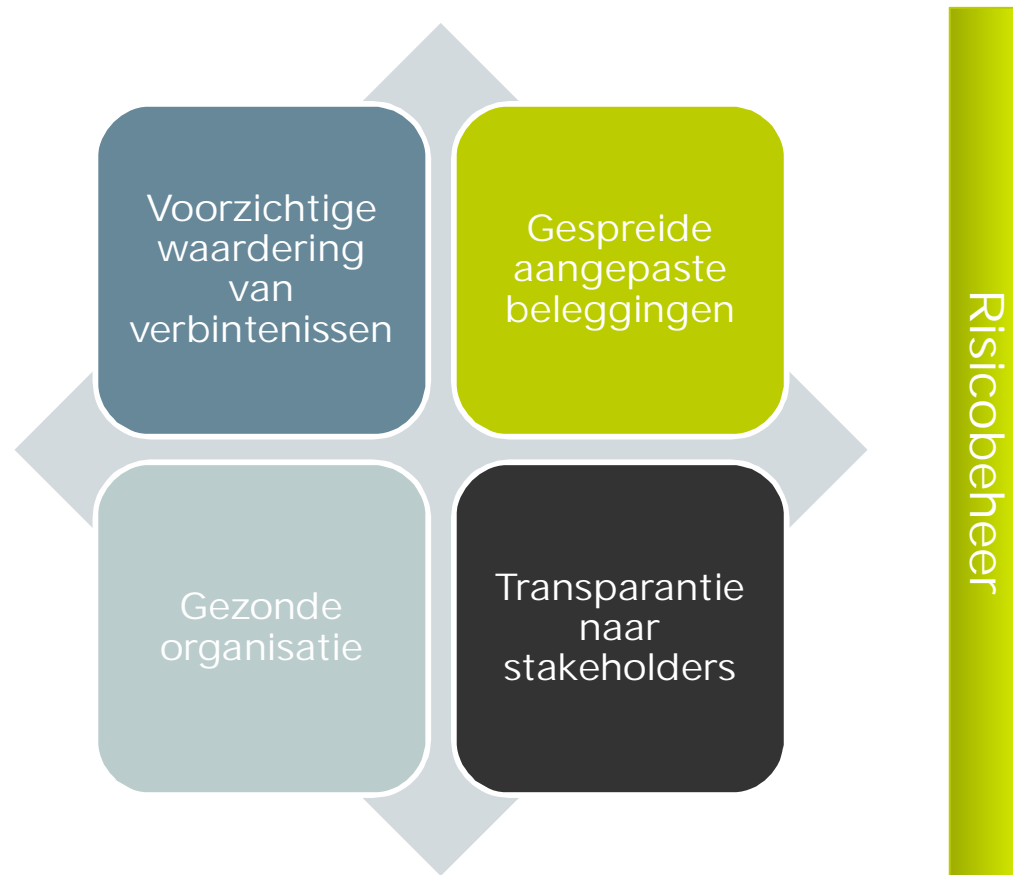 Voorzichtige
waardering
van
verbintenissen
Gespreide
aangepaste
beleggingen
Gezonde
organisatie
Transparantie
naar
stakeholders
Risicobeheer